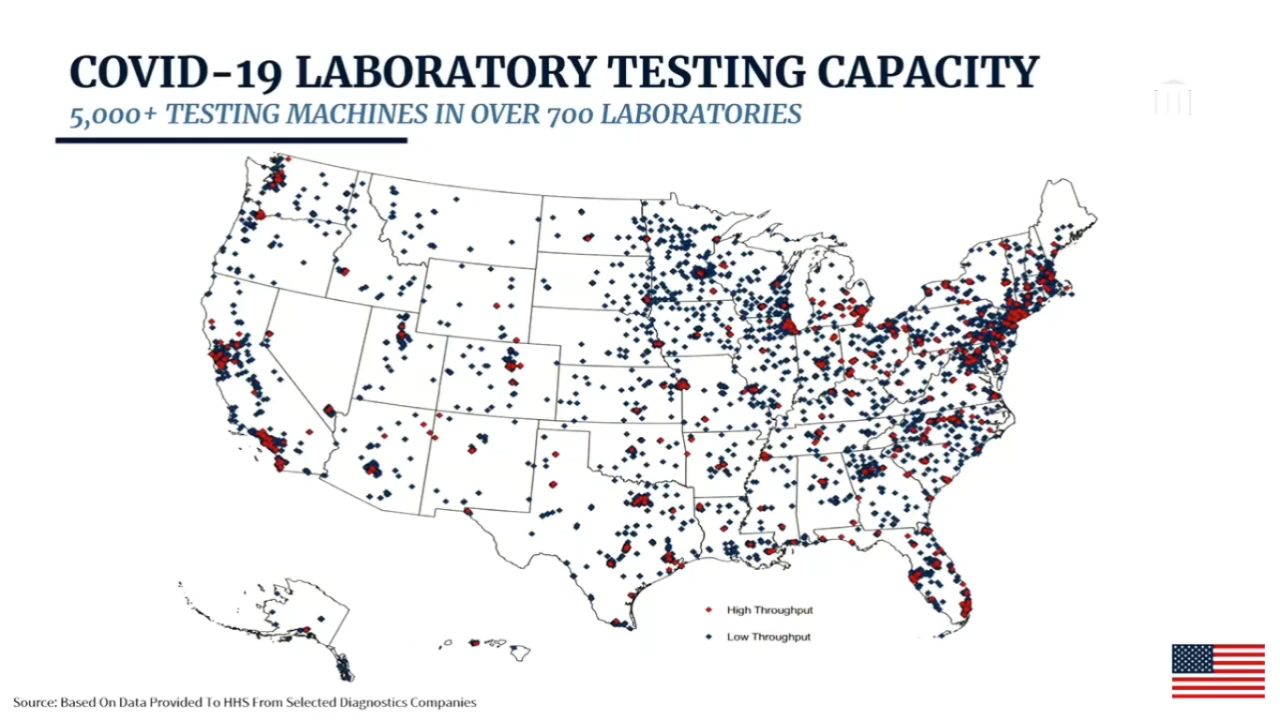 COVID-19 LABORATORY TESTING CAPACITY
5,000+ TESTING MACHINES IN OVER 700 LABORATORIES
High Throughput
Low Throughput
Source: Based On Data Provided To HHS From Selected Diagnostics Companies